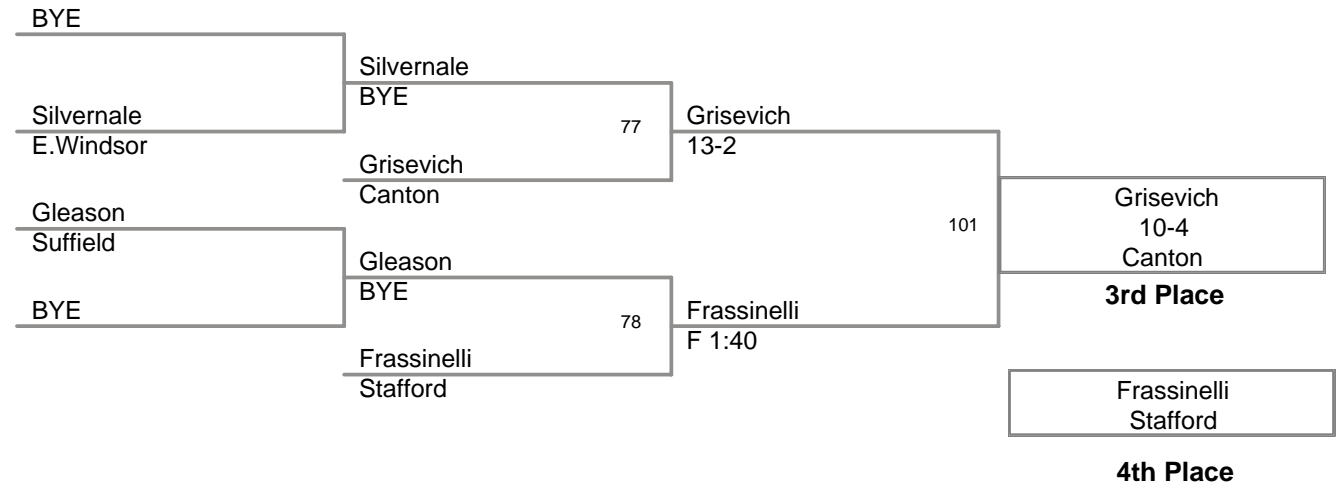 BYE
Silvernale
E.Windsor
Gleason
Suffield
BYE
Silvernale
BYE
77
Grisevich
Canton
Gleason
BYE
78
Frassinelli
Stafford
Grisevich
13-2
101
Frassinelli
F 1:40
Grisevich
10-4
Canton
3rd Place
Frassinelli
Stafford
4th Place